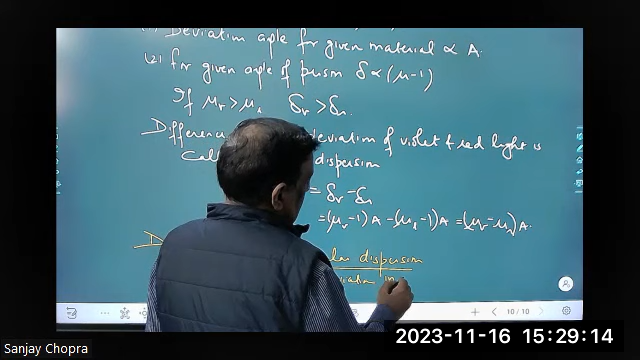 Deviation angle for given material ∝ A.
(2) for given angle of prism δ ∝ (μ-1)
If μv > μr δv > δr.
deviation of violet & red light is
dispersion
= δv - δr
= (μv-1)A - (μr-1)A = (μv-μr)A.
dispersion
in
10/10
2023-11-16 15:29:14
Sanjay Chopra